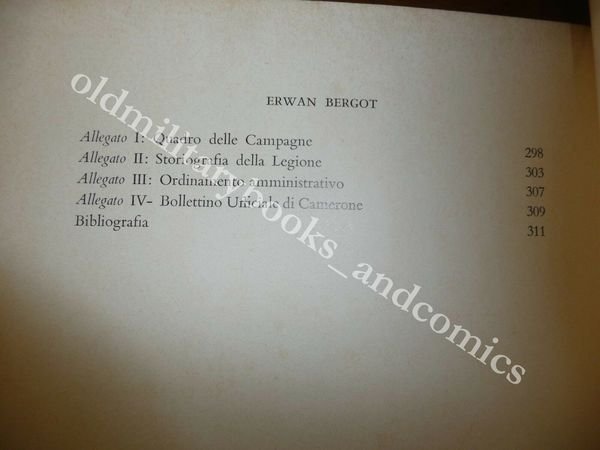 ERWAN BERGOT
Allegato I: Quadro delle Campagne 298
Allegato II: Storiografia della Legione 303
Allegato III: Ordinamento amministrativo 307
Allegato IV- Bollettino Ufficiale di Camerone 309
Bibliografia 311
oldmilitarybooks_andcomics